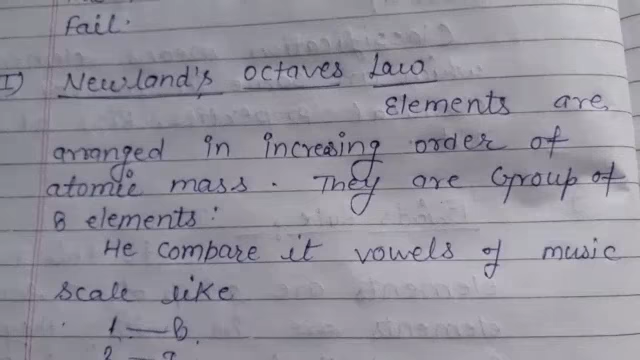 Fail.
I) Newland's octaves Law
Elements are
arranged in increasing order of
atomic mass. They are Group of
8 elements:
He compare it vowels of music
scale like
1 — 8
2 —